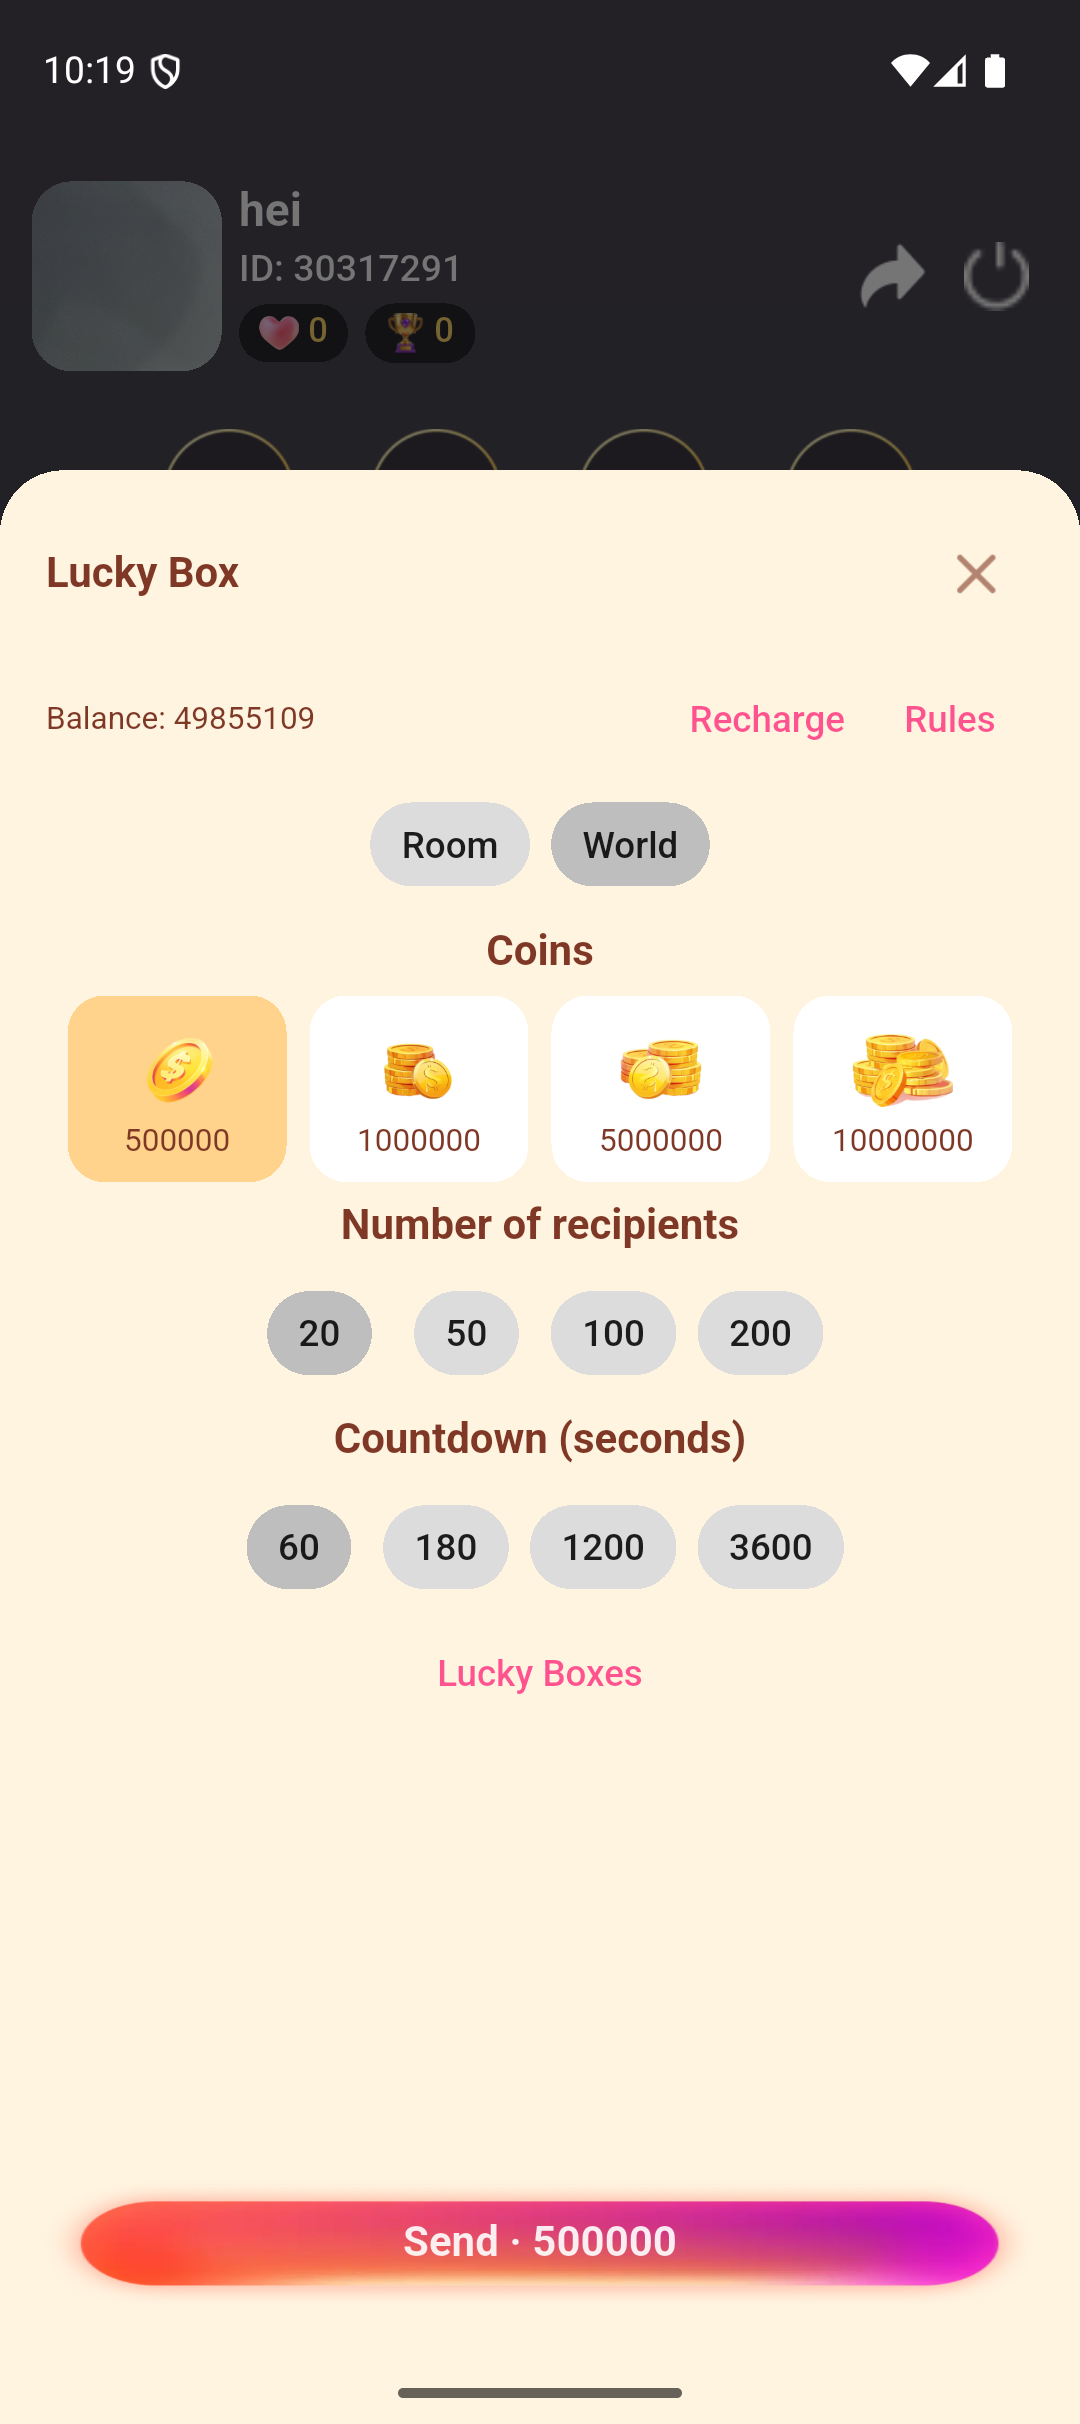 10:19
hei
ID: 30317291
0 0
Lucky Box
Balance: 49855109 Recharge Rules
Room World
Coins
500000 1000000 5000000 10000000
Number of recipients
20 50 100 200
Countdown (seconds)
60 180 1200 3600
Lucky Boxes
Send · 500000